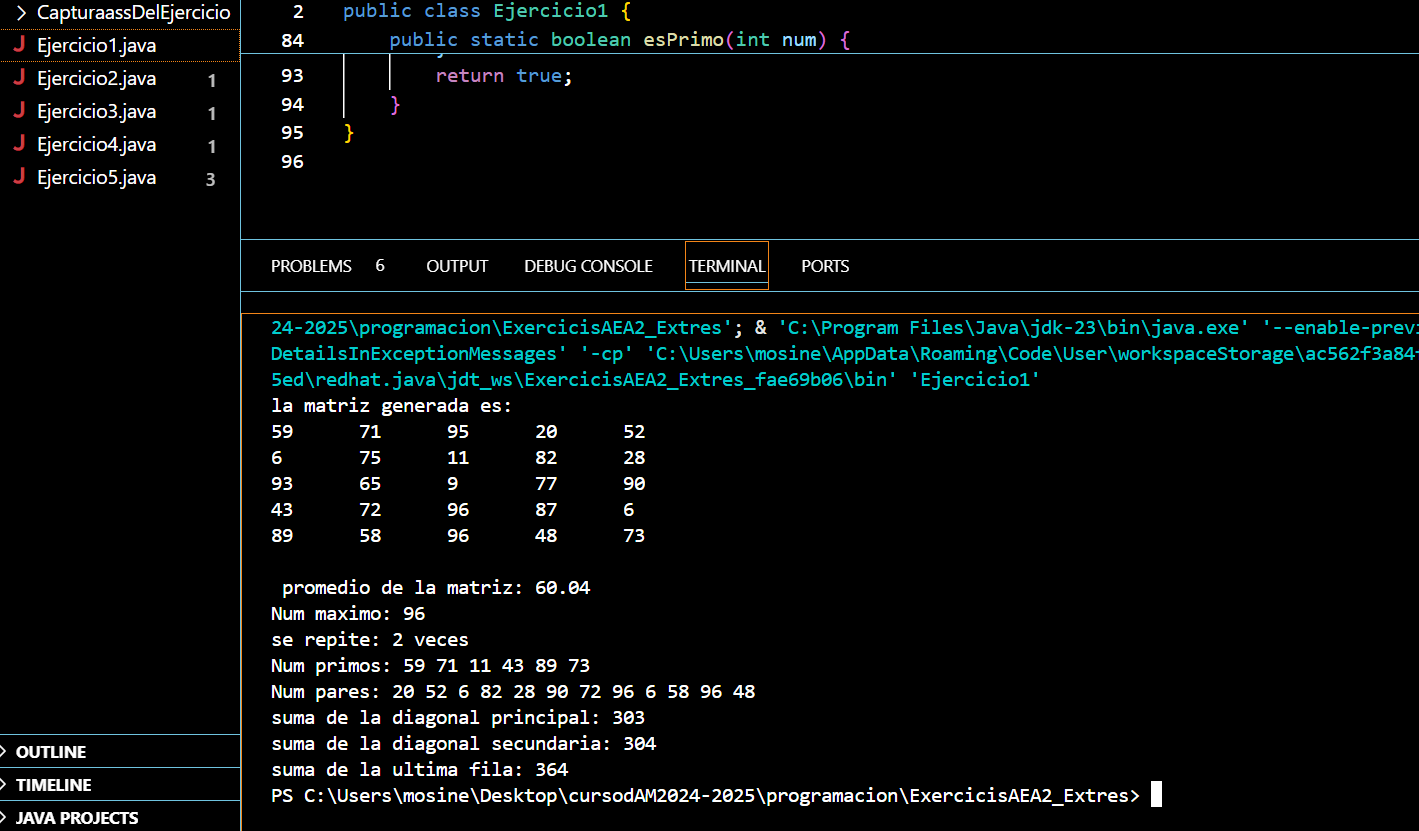 CapturaassDelEjercicio
Ejercicio1.java
Ejercicio2.java 1
Ejercicio3.java 1
Ejercicio4.java 1
Ejercicio5.java 3
OUTLINE
TIMELINE
JAVA PROJECTS
2 public class Ejercicio1 {
84 public static boolean esPrimo(int num) {
93 return true;
94 }
95 }
96
PROBLEMS 6 OUTPUT DEBUG CONSOLE TERMINAL PORTS
24-2025\programacion\ExercicisAEA2_Extres'; & 'C:\Program Files\Java\jdk-23\bin\java.exe' '--enable-previ
DetailsInExceptionMessages' '-cp' 'C:\Users\mosine\AppData\Roaming\Code\User\workspaceStorage\ac562f3a84
5ed\redhat.java\jdt_ws\ExercicisAEA2_Extres_fae69b06\bin' 'Ejercicio1'
la matriz generada es:
59 71 95 20 52
6 75 11 82 28
93 65 9 77 90
43 72 96 87 6
89 58 96 48 73
promedio de la matriz: 60.04
Num maximo: 96
se repite: 2 veces
Num primos: 59 71 11 43 89 73
Num pares: 20 52 6 82 28 90 72 96 6 58 96 48
suma de la diagonal principal: 303
suma de la diagonal secundaria: 304
suma de la ultima fila: 364
PS C:\Users\mosine\Desktop\cursodAM2024-2025\programacion\ExercicisAEA2_Extres>